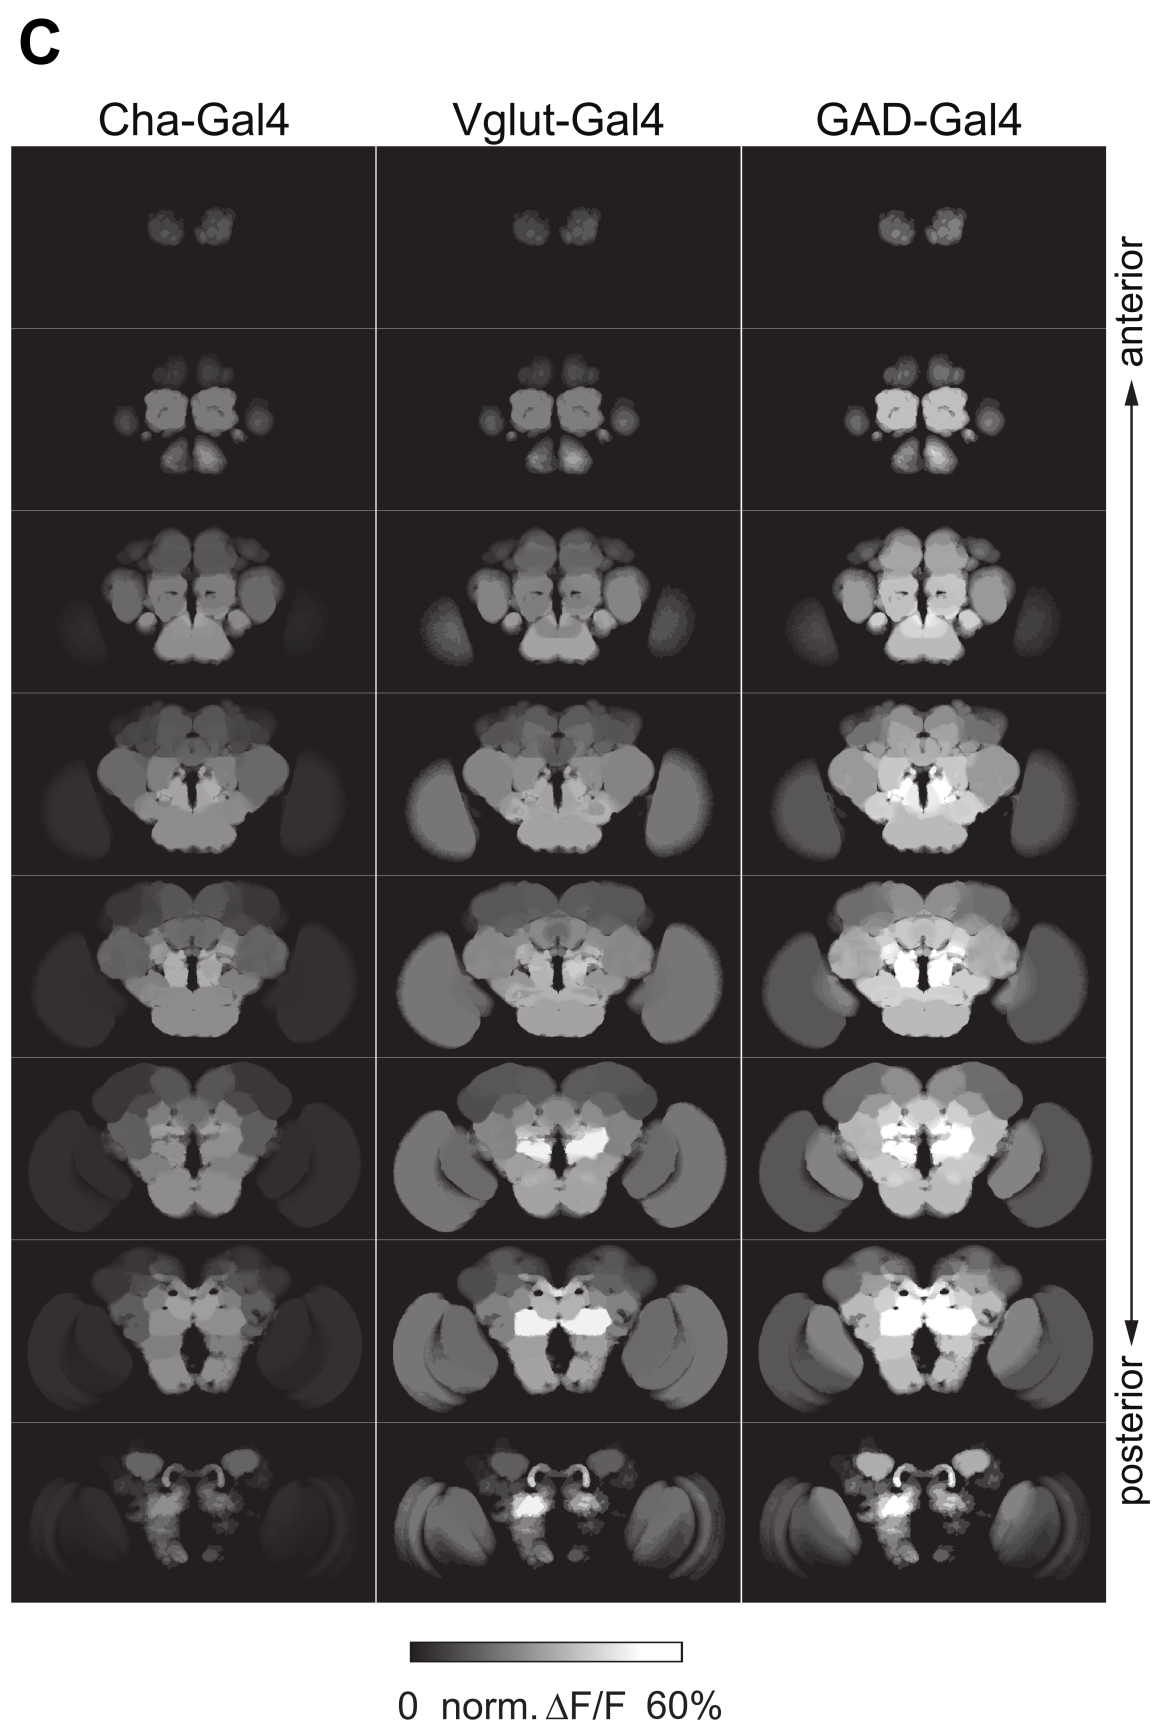 C
Cha-Gal4 Vglut-Gal4 GAD-Gal4
anterior
posterior
0 norm. ΔF/F 60%